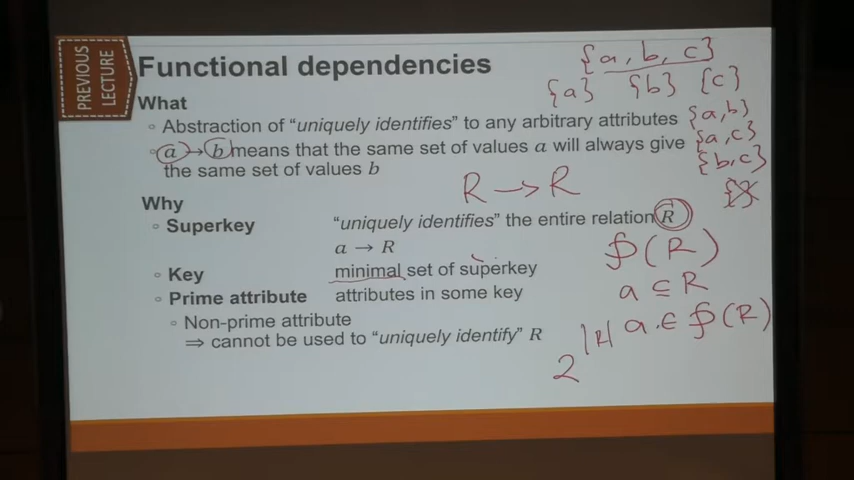 PREVIOUS LECTURE
Functional dependencies
{a, b, c}
{a} {b} {c}
What
◦ Abstraction of "uniquely identifies" to any arbitrary attributes
{a,b}
◦ a → b means that the same set of values a will always give
{a,c}
the same set of values b
{b,c}
R → R
{}
Why
◦ Superkey "uniquely identifies" the entire relation R
a → R
℘(R)
◦ Key minimal set of superkey
a ⊆ R
◦ Prime attribute attributes in some key
◦ Non-prime attribute
a ∈ ℘(R)
⇒ cannot be used to "uniquely identify" R
2^|R|